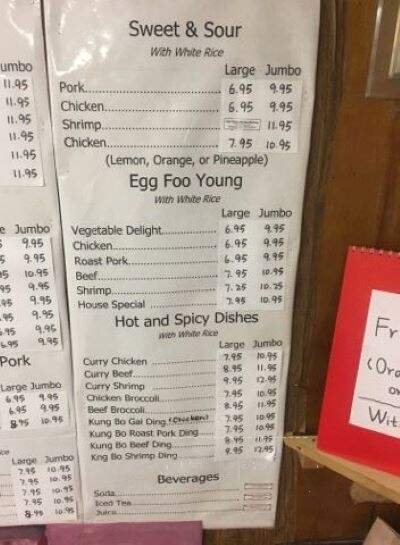 umbo
11.95
11.95
11.95
11.95
11.95
11.95
e Jumbo
9.95
9.95
10.95
9.95
9.95
9.95
9.95
9.95
Pork
Large Jumbo
6.95 9.95
6.95 9.95
8.95 10.95
Large Jumbo
7.95 10.95
7.95 10.95
7.95 10.95
7.95 10.95
8.95 10.95
Sweet & Sour
With White Rice
Large Jumbo
Pork 6.95 9.95
Chicken 6.95 9.95
Shrimp 11.95
Chicken 7.95 10.95
(Lemon, Orange, or Pineapple)
Egg Foo Young
With White Rice
Large Jumbo
Vegetable Delight 6.95 9.95
Chicken 6.95 9.95
Roast Pork 6.95 9.95
Beef 7.95 10.95
Shrimp 7.25 10.25
House Special 7.95 10.95
Hot and Spicy Dishes
With White Rice
Large Jumbo
Curry Chicken 7.95 10.95
Curry Beef 8.95 11.95
Curry Shrimp 9.95 12.95
Chicken Broccoli 7.95 10.95
Beef Broccoli 8.95 11.95
Kung Bo Gai Ding (Chicken) 7.95 10.95
Kung Bo Roast Pork Ding 7.95 10.95
Kung Bo Beef Ding 8.95 11.95
Kng Bo Shrimp Ding 9.95 12.95
Beverages
Soda
Iced Tea
Juice
Fr
(Ora
o
Wit